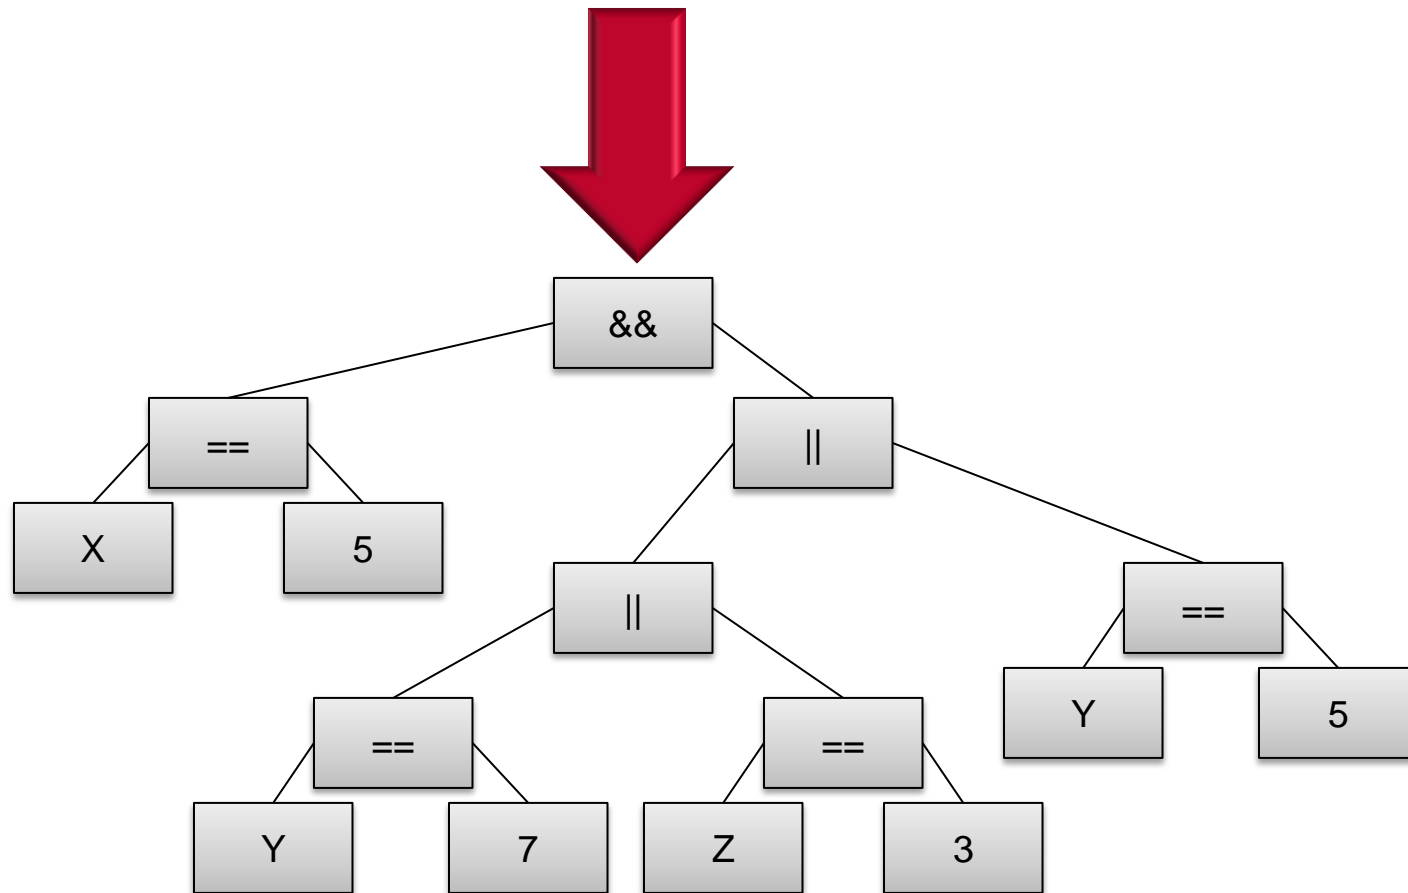 &&
==
||
X
5
||
==
Y
5
==
==
Y
7
Z
3